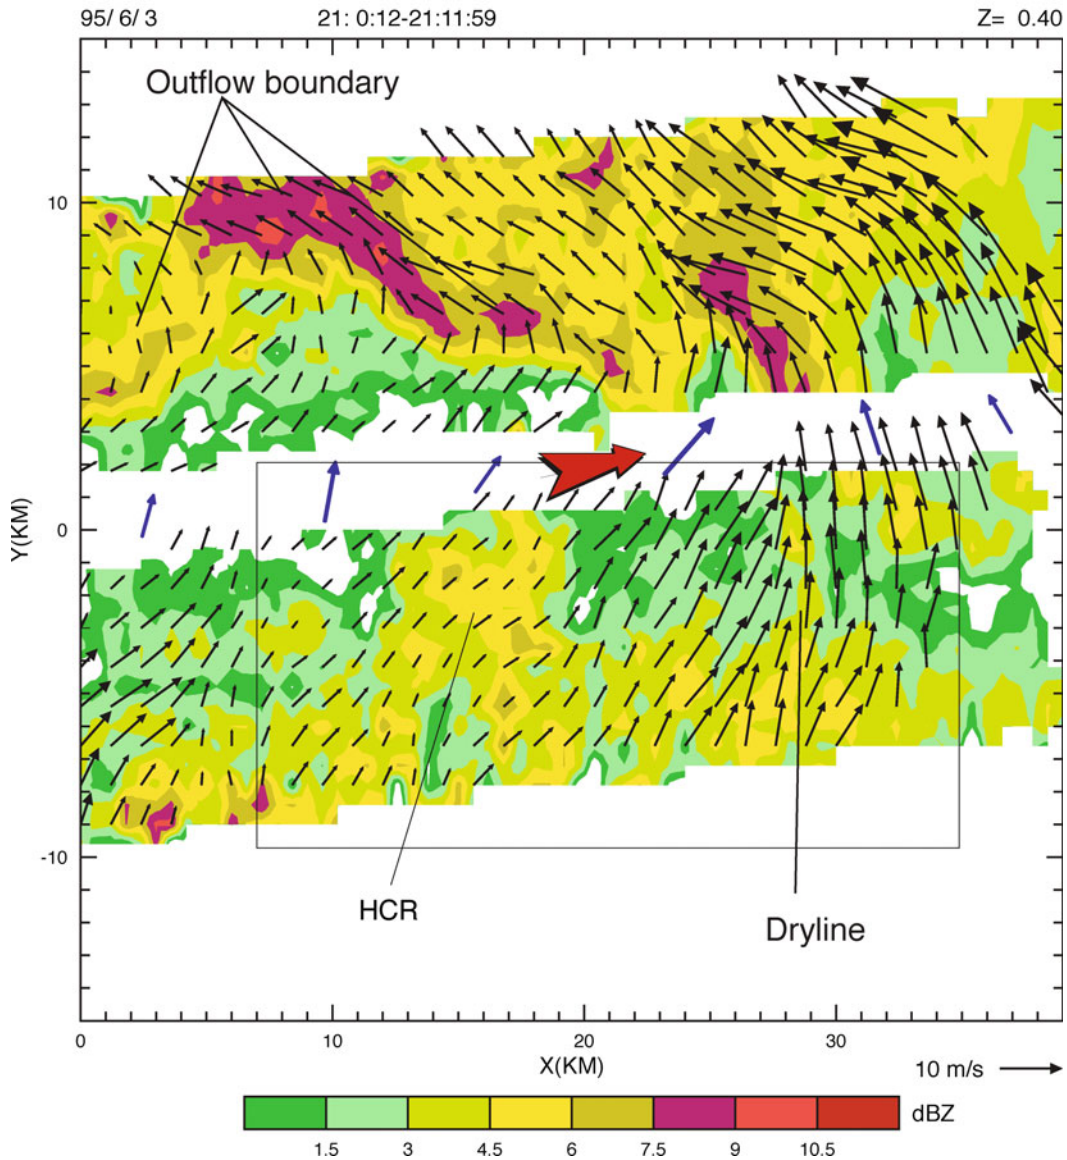 95/ 6/ 3 21: 0:12-21:11:59 Z= 0.40
Outflow boundary
10
Y(KM)
0
-10
HCR
Dryline
0 10 20 30
X(KM)
10 m/s
dBZ
1.5 3 4.5 6 7.5 9 10.5